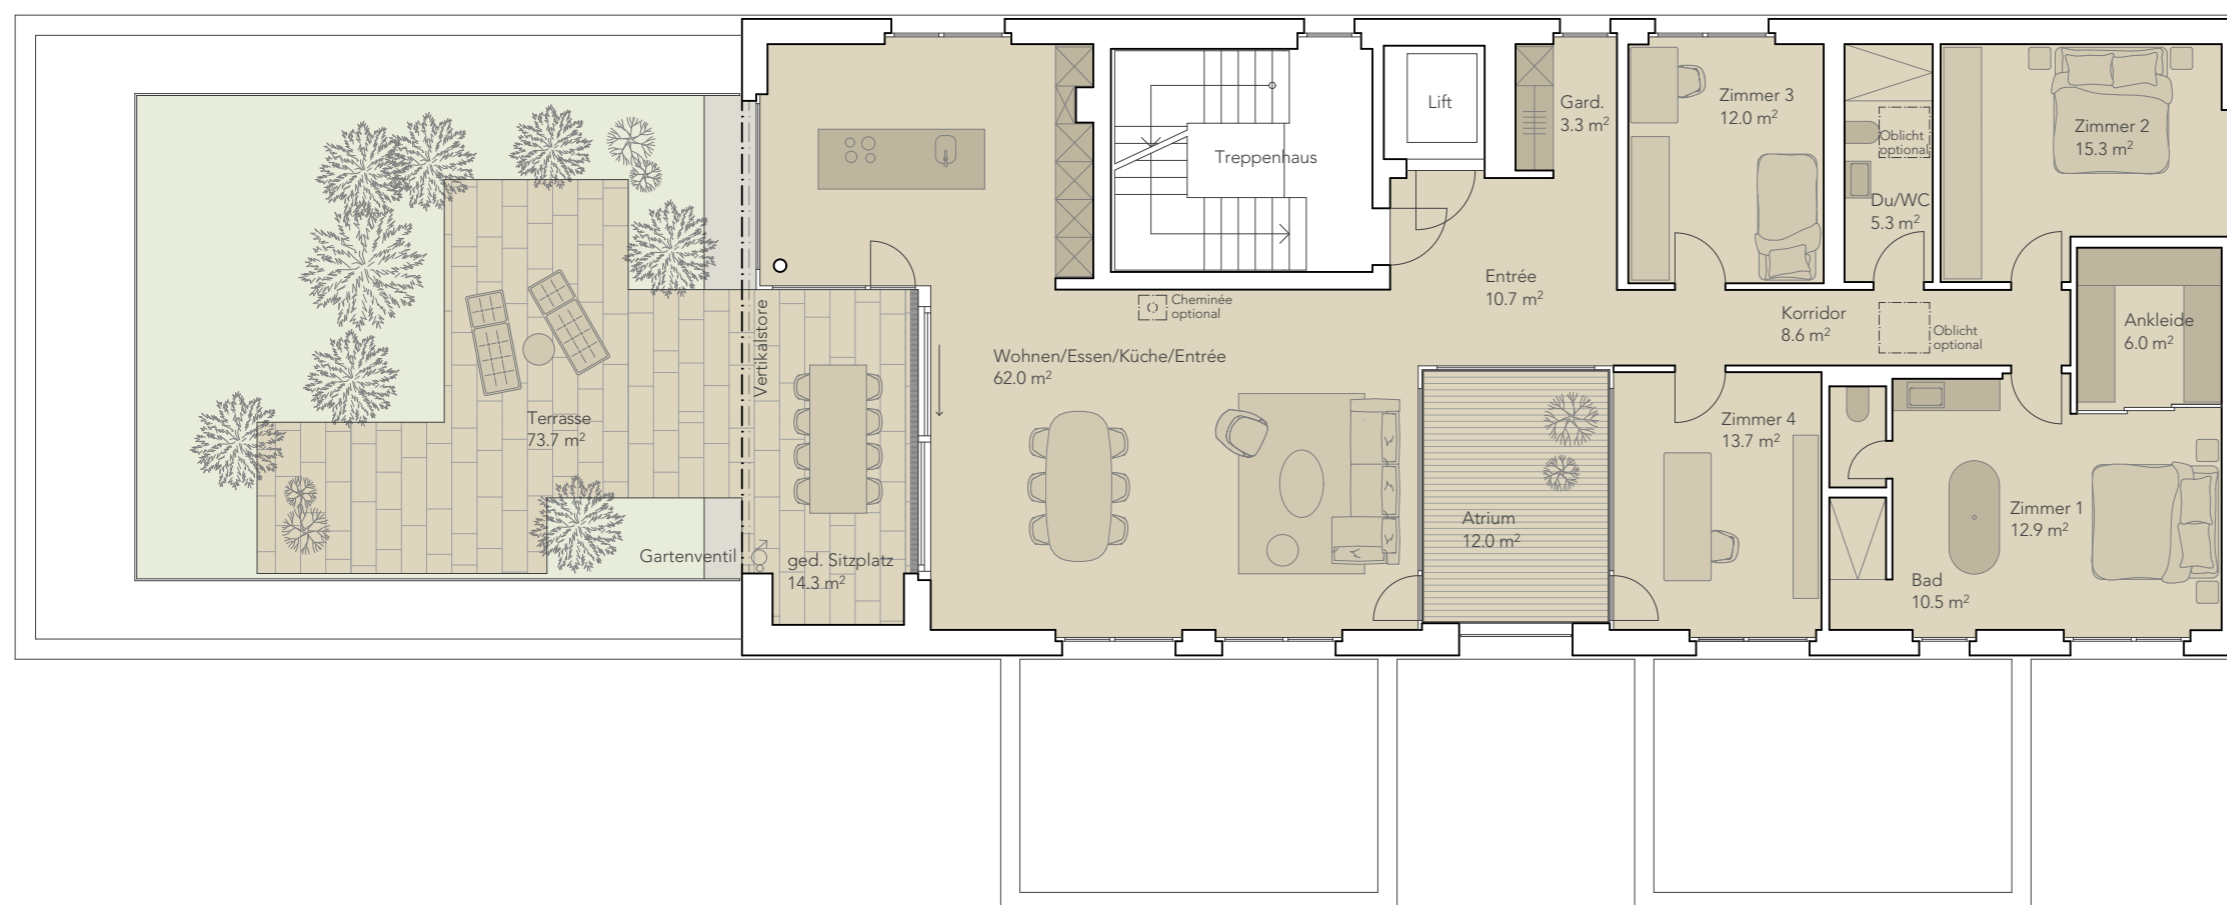 Lift
Gard.
3.3 m²
Zimmer 3
12.0 m²
Oblicht
optional
Zimmer 2
15.3 m²
Treppenhaus
Du/WC
5.3 m²
Entrée
10.7 m²
Cheminée
optional
Korridor
8.6 m²
Oblicht
optional
Ankleide
6.0 m²
Vertikalstore
Wohnen/Essen/Küche/Entrée
62.0 m²
Terrasse
73.7 m²
Zimmer 4
13.7 m²
Atrium
12.0 m²
Zimmer 1
12.9 m²
Gartenventil
ged. Sitzplatz
14.3 m²
Bad
10.5 m²